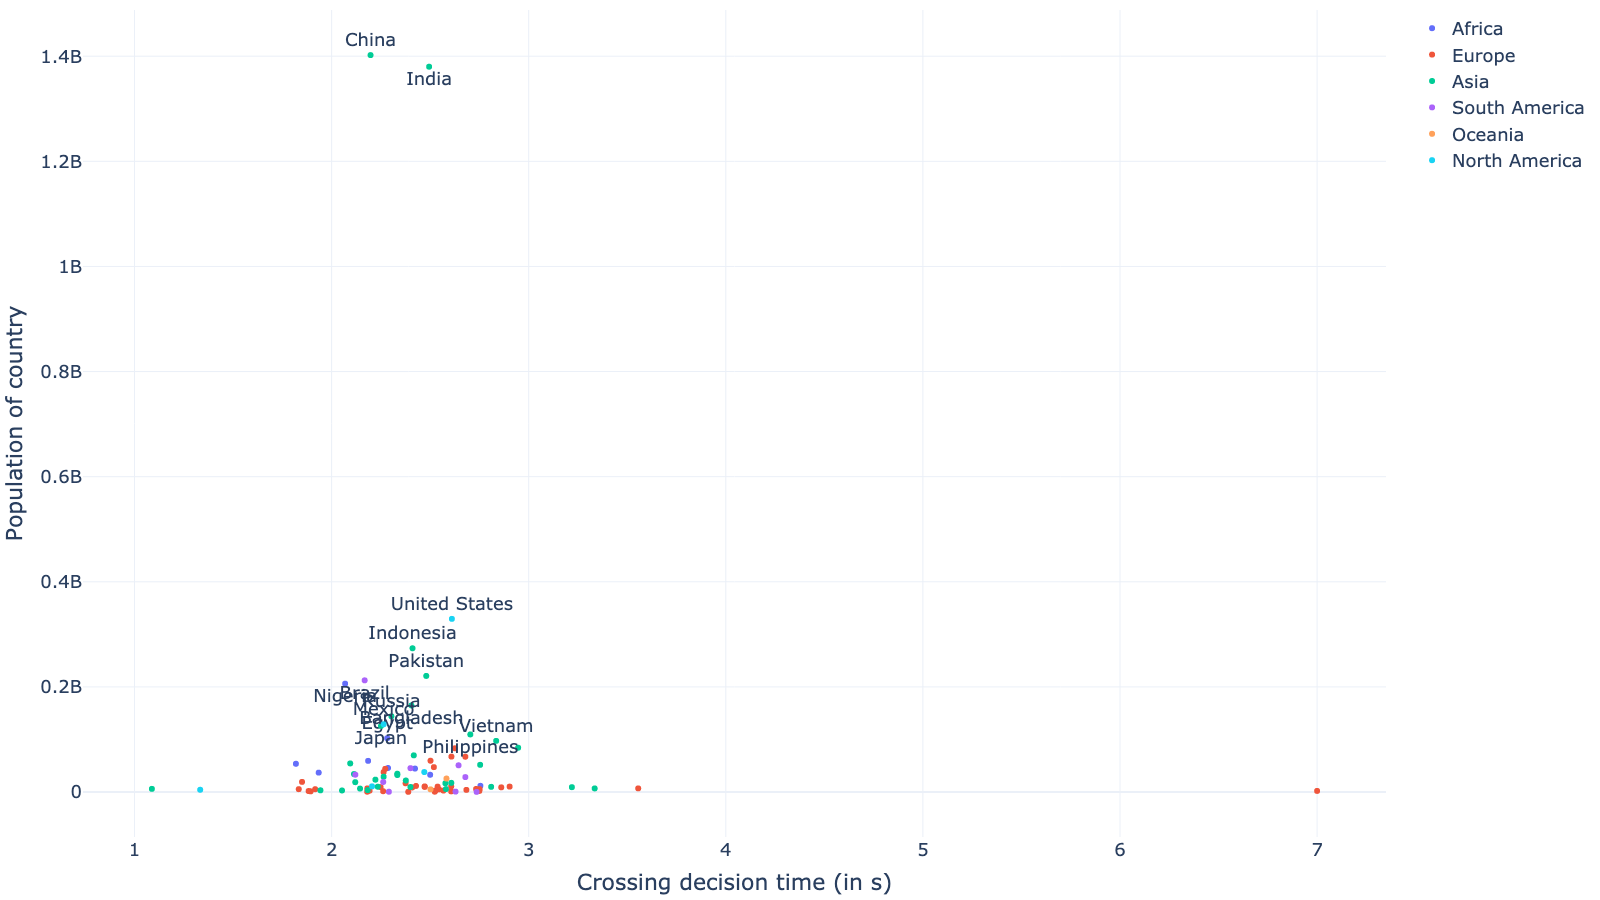 China
India
United States
Indonesia
Pakistan
Brazil
Nigeria
Russia
Mexico
Bangladesh
Egypt
Vietnam
Japan
Philippines
1.4B
1.2B
1B
0.8B
0.6B
0.4B
0.2B
0
1 2 3 4 5 6 7
Crossing decision time (in s)
Population of country
Africa
Europe
Asia
South America
Oceania
North America